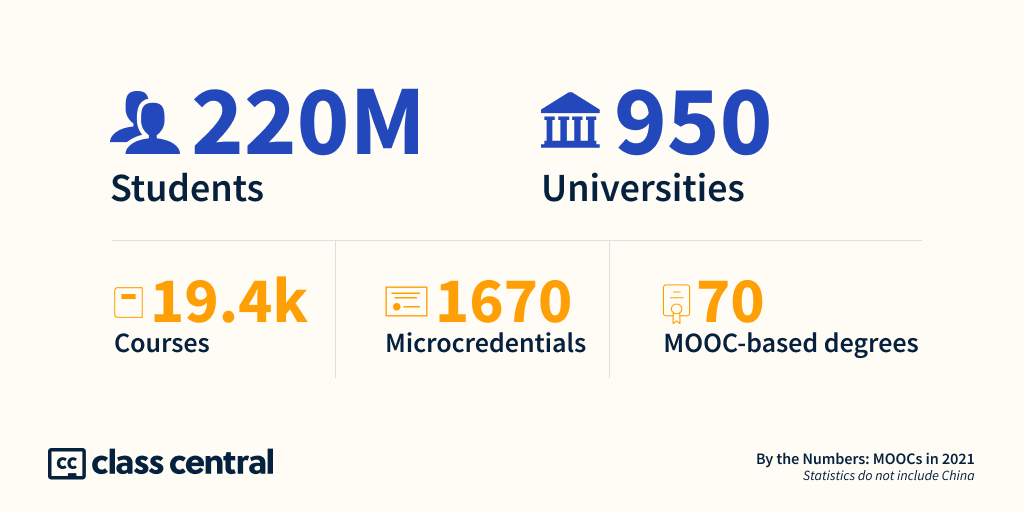 220M
Students
950
Universities
19.4k
Courses
1670
Microcredentials
70
MOOC-based degrees
cc class central
By the Numbers: MOOCs in 2021
Statistics do not include China